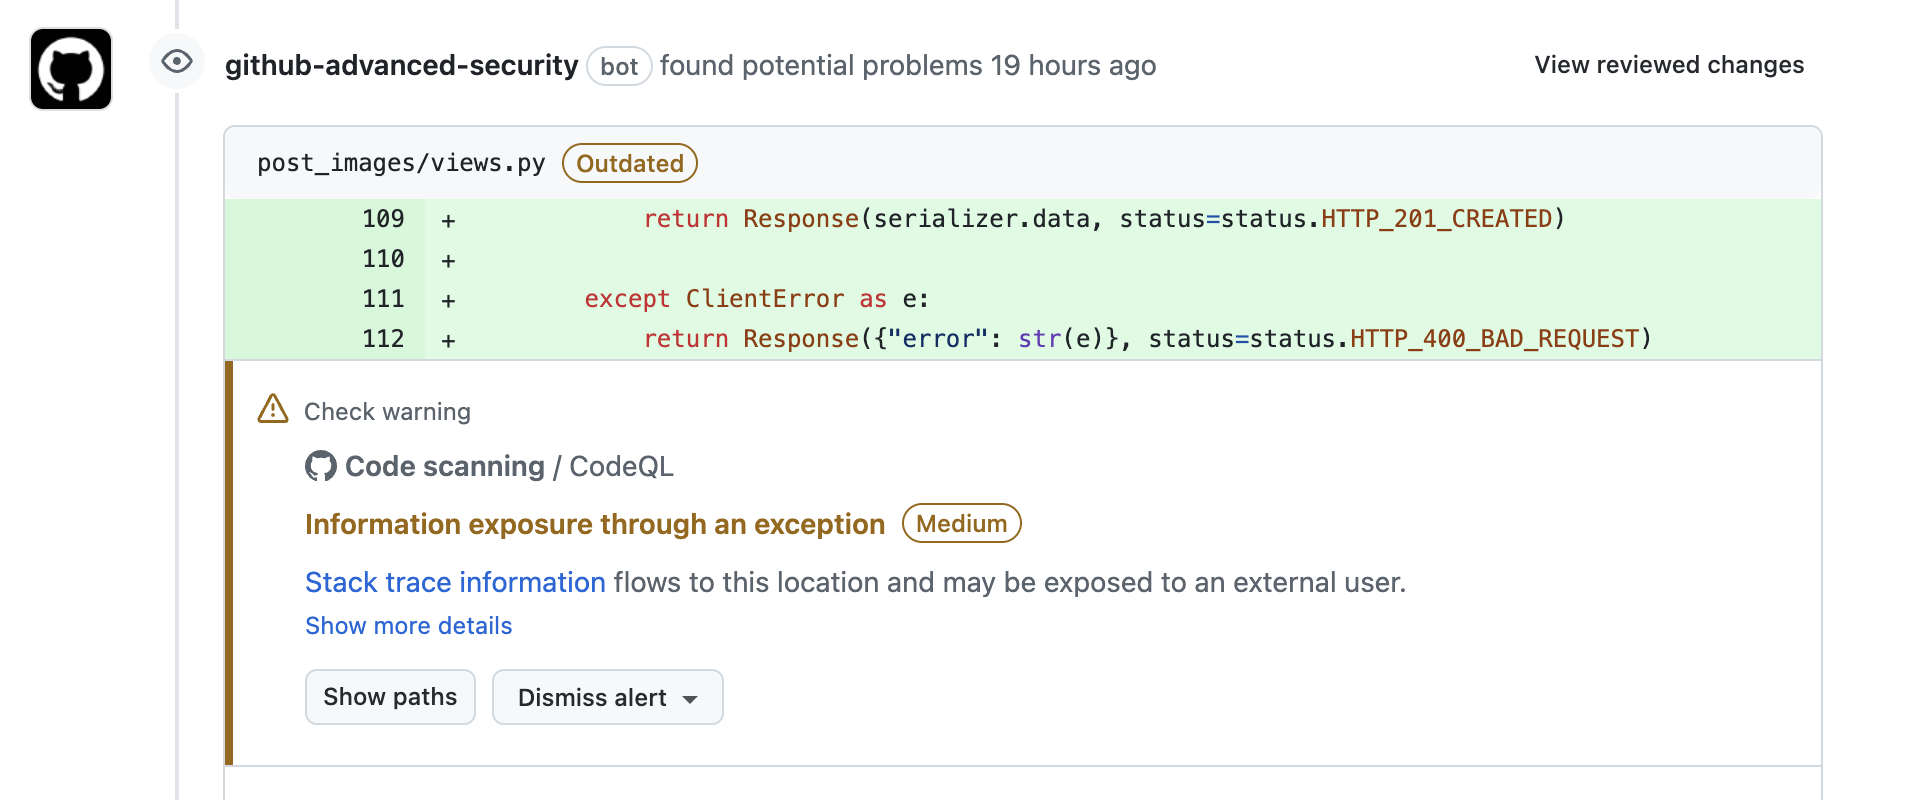 github-advanced-security bot found potential problems 19 hours ago View reviewed changes
post_images/views.py Outdated
109 + return Response(serializer.data, status=status.HTTP_201_CREATED)
110 +
111 + except ClientError as e:
112 + return Response({"error": str(e)}, status=status.HTTP_400_BAD_REQUEST)
Check warning
Code scanning / CodeQL
Information exposure through an exception Medium
Stack trace information flows to this location and may be exposed to an external user.
Show more details
Show paths Dismiss alert